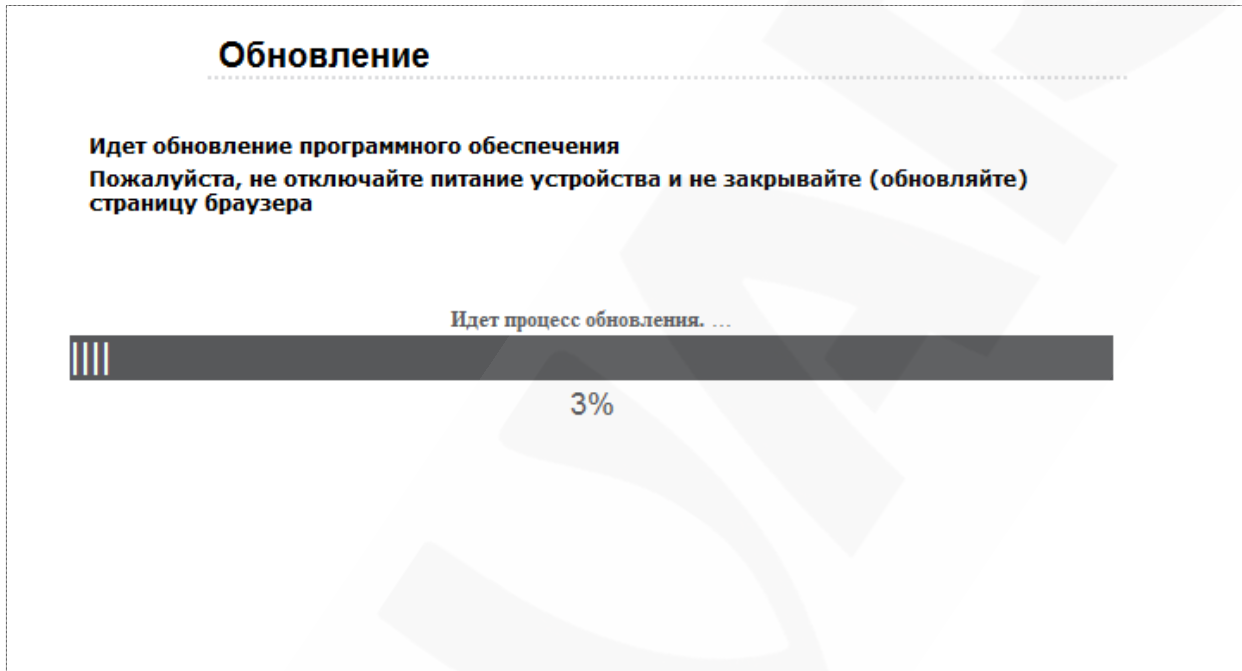 Обновление
Идет обновление программного обеспечения
Пожалуйста, не отключайте питание устройства и не закрывайте (обновляйте)
страницу браузера
Идет процесс обновления. ...
3%